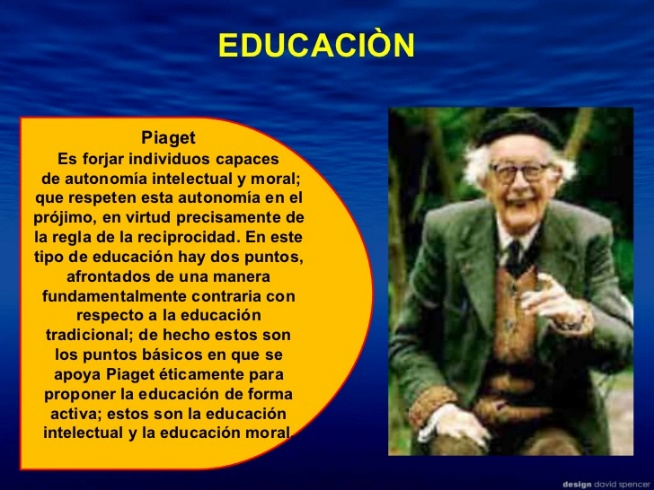 EDUCACIÒN
Piaget
Es forjar individuos capaces
de autonomía intelectual y moral;
que respeten esta autonomía en el
prójimo, en virtud precisamente de
la regla de la reciprocidad. En este
tipo de educación hay dos puntos,
afrontados de una manera
fundamentalmente contraria con
respecto a la educación
tradicional; de hecho estos son
los puntos básicos en que se
apoya Piaget éticamente para
proponer la educación de forma
activa; estos son la educación
intelectual y la educación moral.
design david spencer